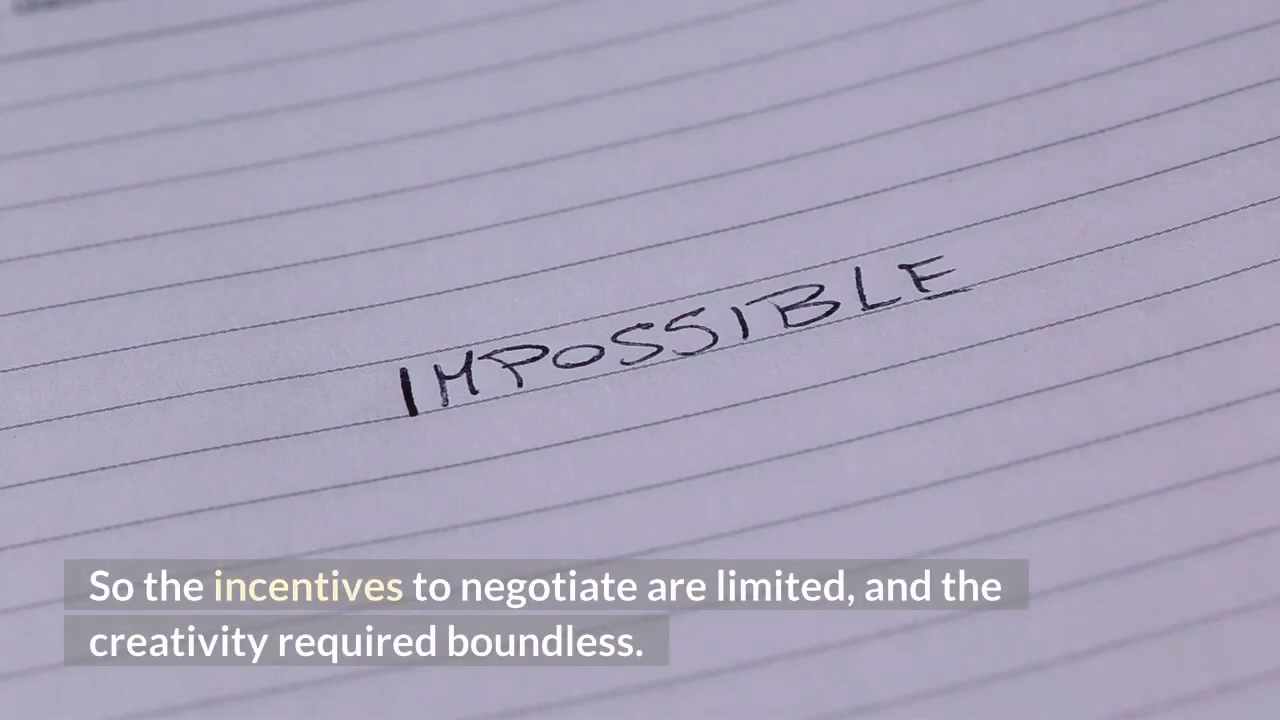 IMPOSSIBLE
So the incentives to negotiate are limited, and the
creativity required boundless.